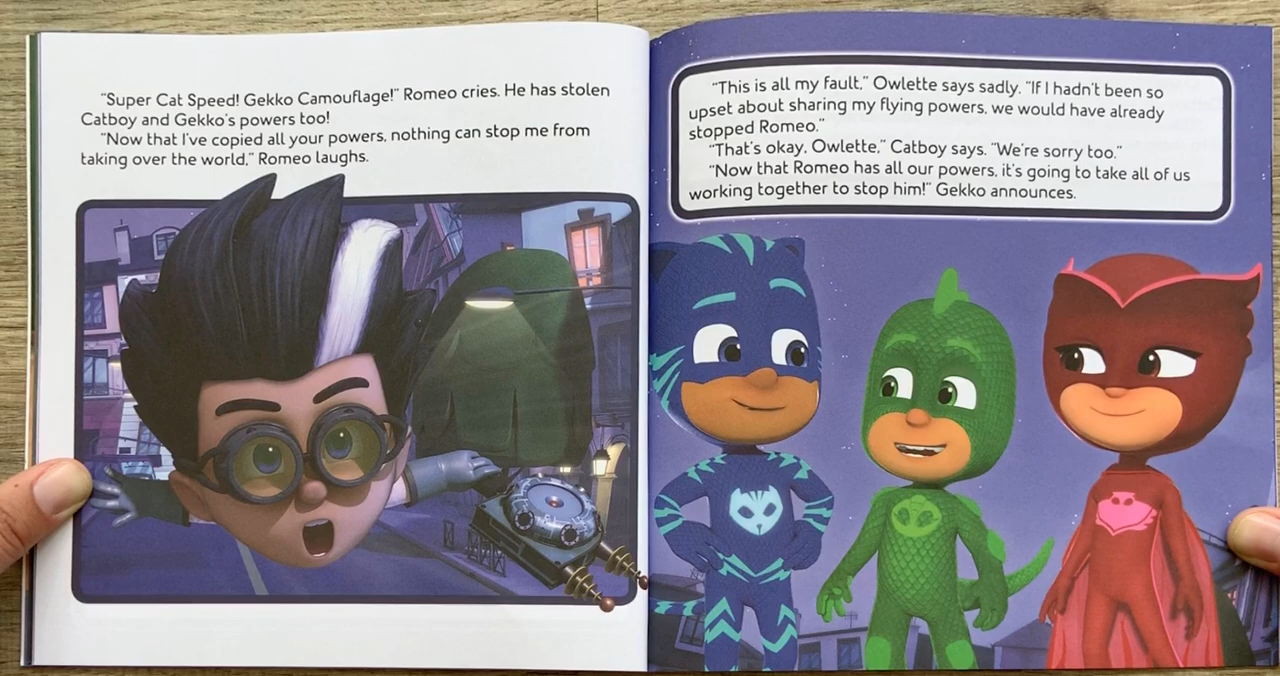 "Super Cat Speed! Gekko Camouflage!" Romeo cries. He has stolen
Catboy and Gekko's powers too!
"Now that I've copied all your powers, nothing can stop me from
taking over the world," Romeo laughs.
"This is all my fault," Owlette says sadly. "If I hadn't been so
upset about sharing my flying powers, we would have already
stopped Romeo."
"That's okay, Owlette," Catboy says. "We're sorry too."
"Now that Romeo has all our powers, it's going to take all of us
working together to stop him!" Gekko announces.